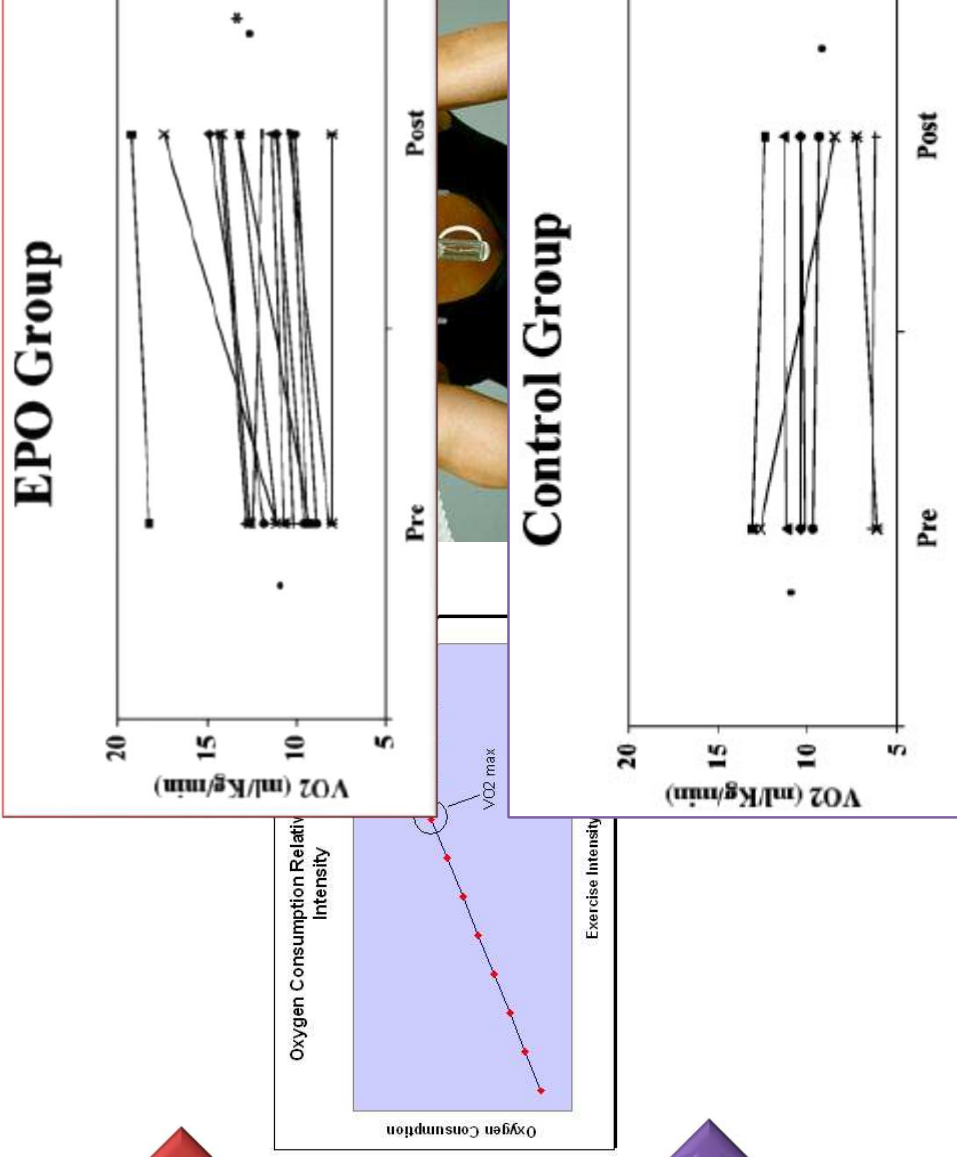 EPO Group
*
20
15
10
5
VO2 (ml/Kg/min)
Pre
Post
Control Group
20
15
10
5
VO2 (ml/Kg/min)
Pre
Post
Oxygen Consumption Relativ
Intensity
Oxygen Consumption
VO2 max
Exercise Intensity